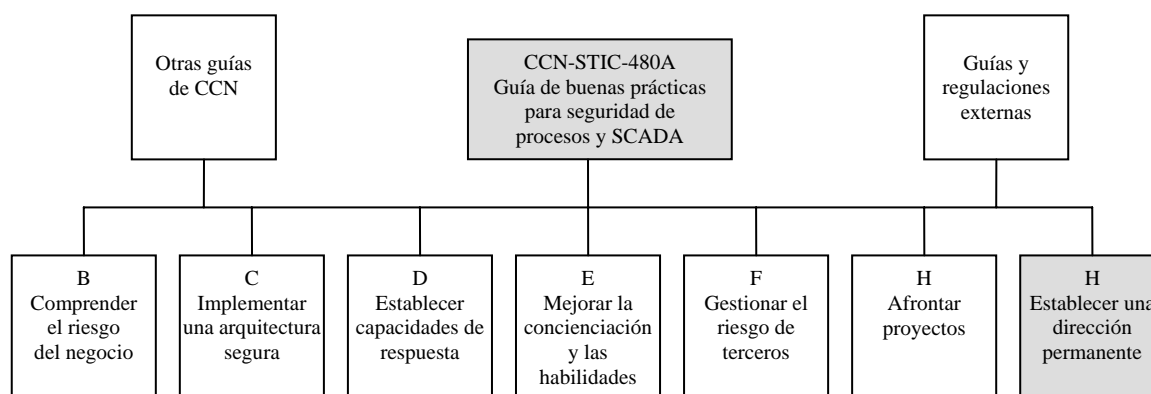 Otras guías
de CCN
CCN-STIC-480A
Guía de buenas prácticas
para seguridad de
procesos y SCADA
Guías y
regulaciones
externas
B
Comprender
el riesgo
del negocio
C
Implementar
una arquitectura
segura
D
Establecer
capacidades de
respuesta
E
Mejorar la
concienciación
y las
habilidades
F
Gestionar el
riesgo de
terceros
H
Afrontar
proyectos
H
Establecer una
dirección
permanente